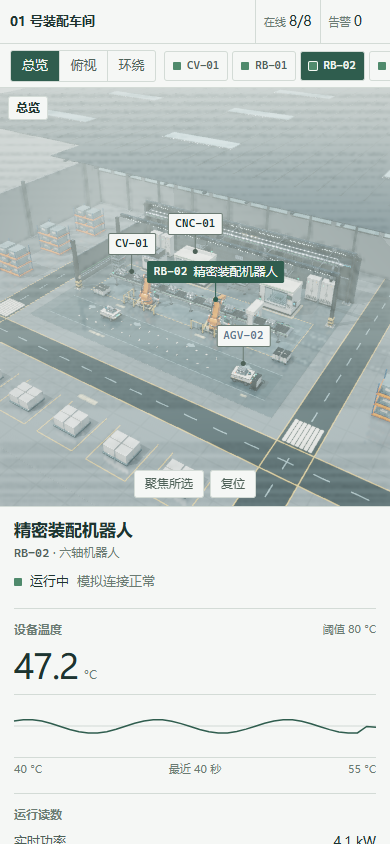 01 号装配车间
在线 8/8
告警 0
总览 俯视 环绕 CV-01 RB-01 RB-02
总览
CNC-01
CV-01
RB-02 精密装配机器人
AGV-02
聚焦所选 复位
精密装配机器人
RB-02 · 六轴机器人
运行中 模拟连接正常
设备温度 阈值 80 °C
47.2 °C
40 °C 最近 40 秒 55 °C
运行读数
实时功率 4.1 kW